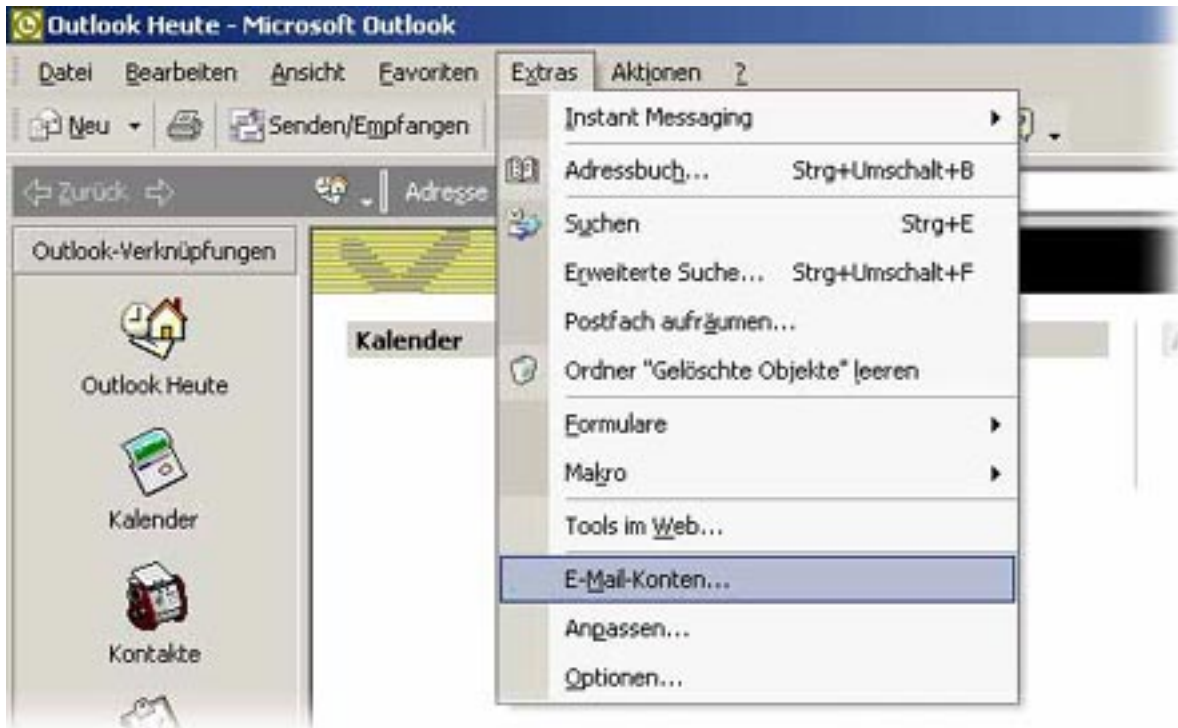 Outlook Heute - Microsoft Outlook
Datei Bearbeiten Ansicht Favoriten Extras Aktionen ?
Neu Senden/Empfangen
Zurück Adresse
Outlook-Verknüpfungen
Outlook Heute
Kalender
Kontakte
Kalender
Instant Messaging
Adressbuch... Strg+Umschalt+B
Suchen Strg+E
Erweiterte Suche... Strg+Umschalt+F
Postfach aufräumen...
Ordner "Gelöschte Objekte" leeren
Formulare
Makro
Tools im Web...
E-Mail-Konten...
Anpassen...
Optionen...